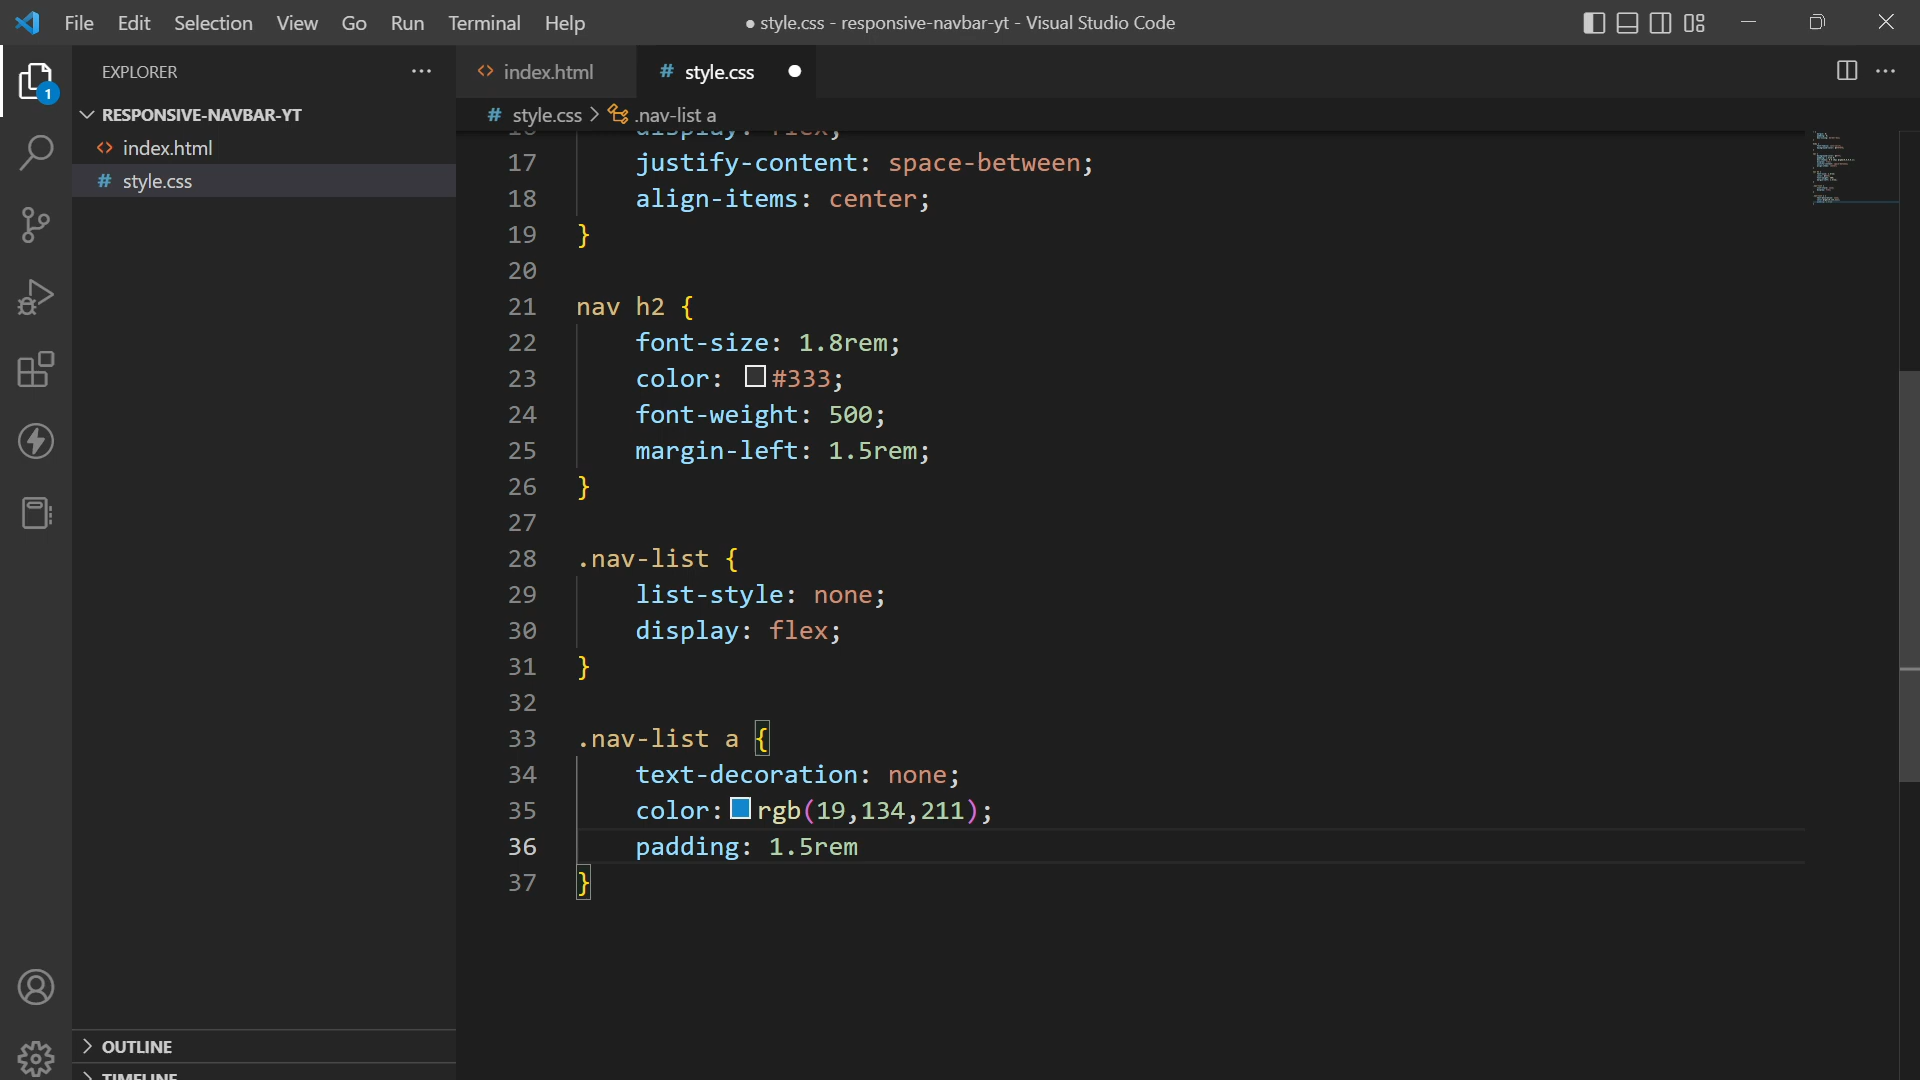 File Edit Selection View Go Run Terminal Help
● style.css - responsive-navbar-yt - Visual Studio Code
1
EXPLORER
RESPONSIVE-NAVBAR-YT
<> index.html
# style.css
OUTLINE
TIMELINE
<> index.html
# style.css ●
# style.css > .nav-list a
16 display: flex;
17 justify-content: space-between;
18 align-items: center;
19 }
20
21 nav h2 {
22 font-size: 1.8rem;
23 color: #333;
24 font-weight: 500;
25 margin-left: 1.5rem;
26 }
27
28 .nav-list {
29 list-style: none;
30 display: flex;
31 }
32
33 .nav-list a {
34 text-decoration: none;
35 color: rgb(19,134,211);
36 padding: 1.5rem
37 }